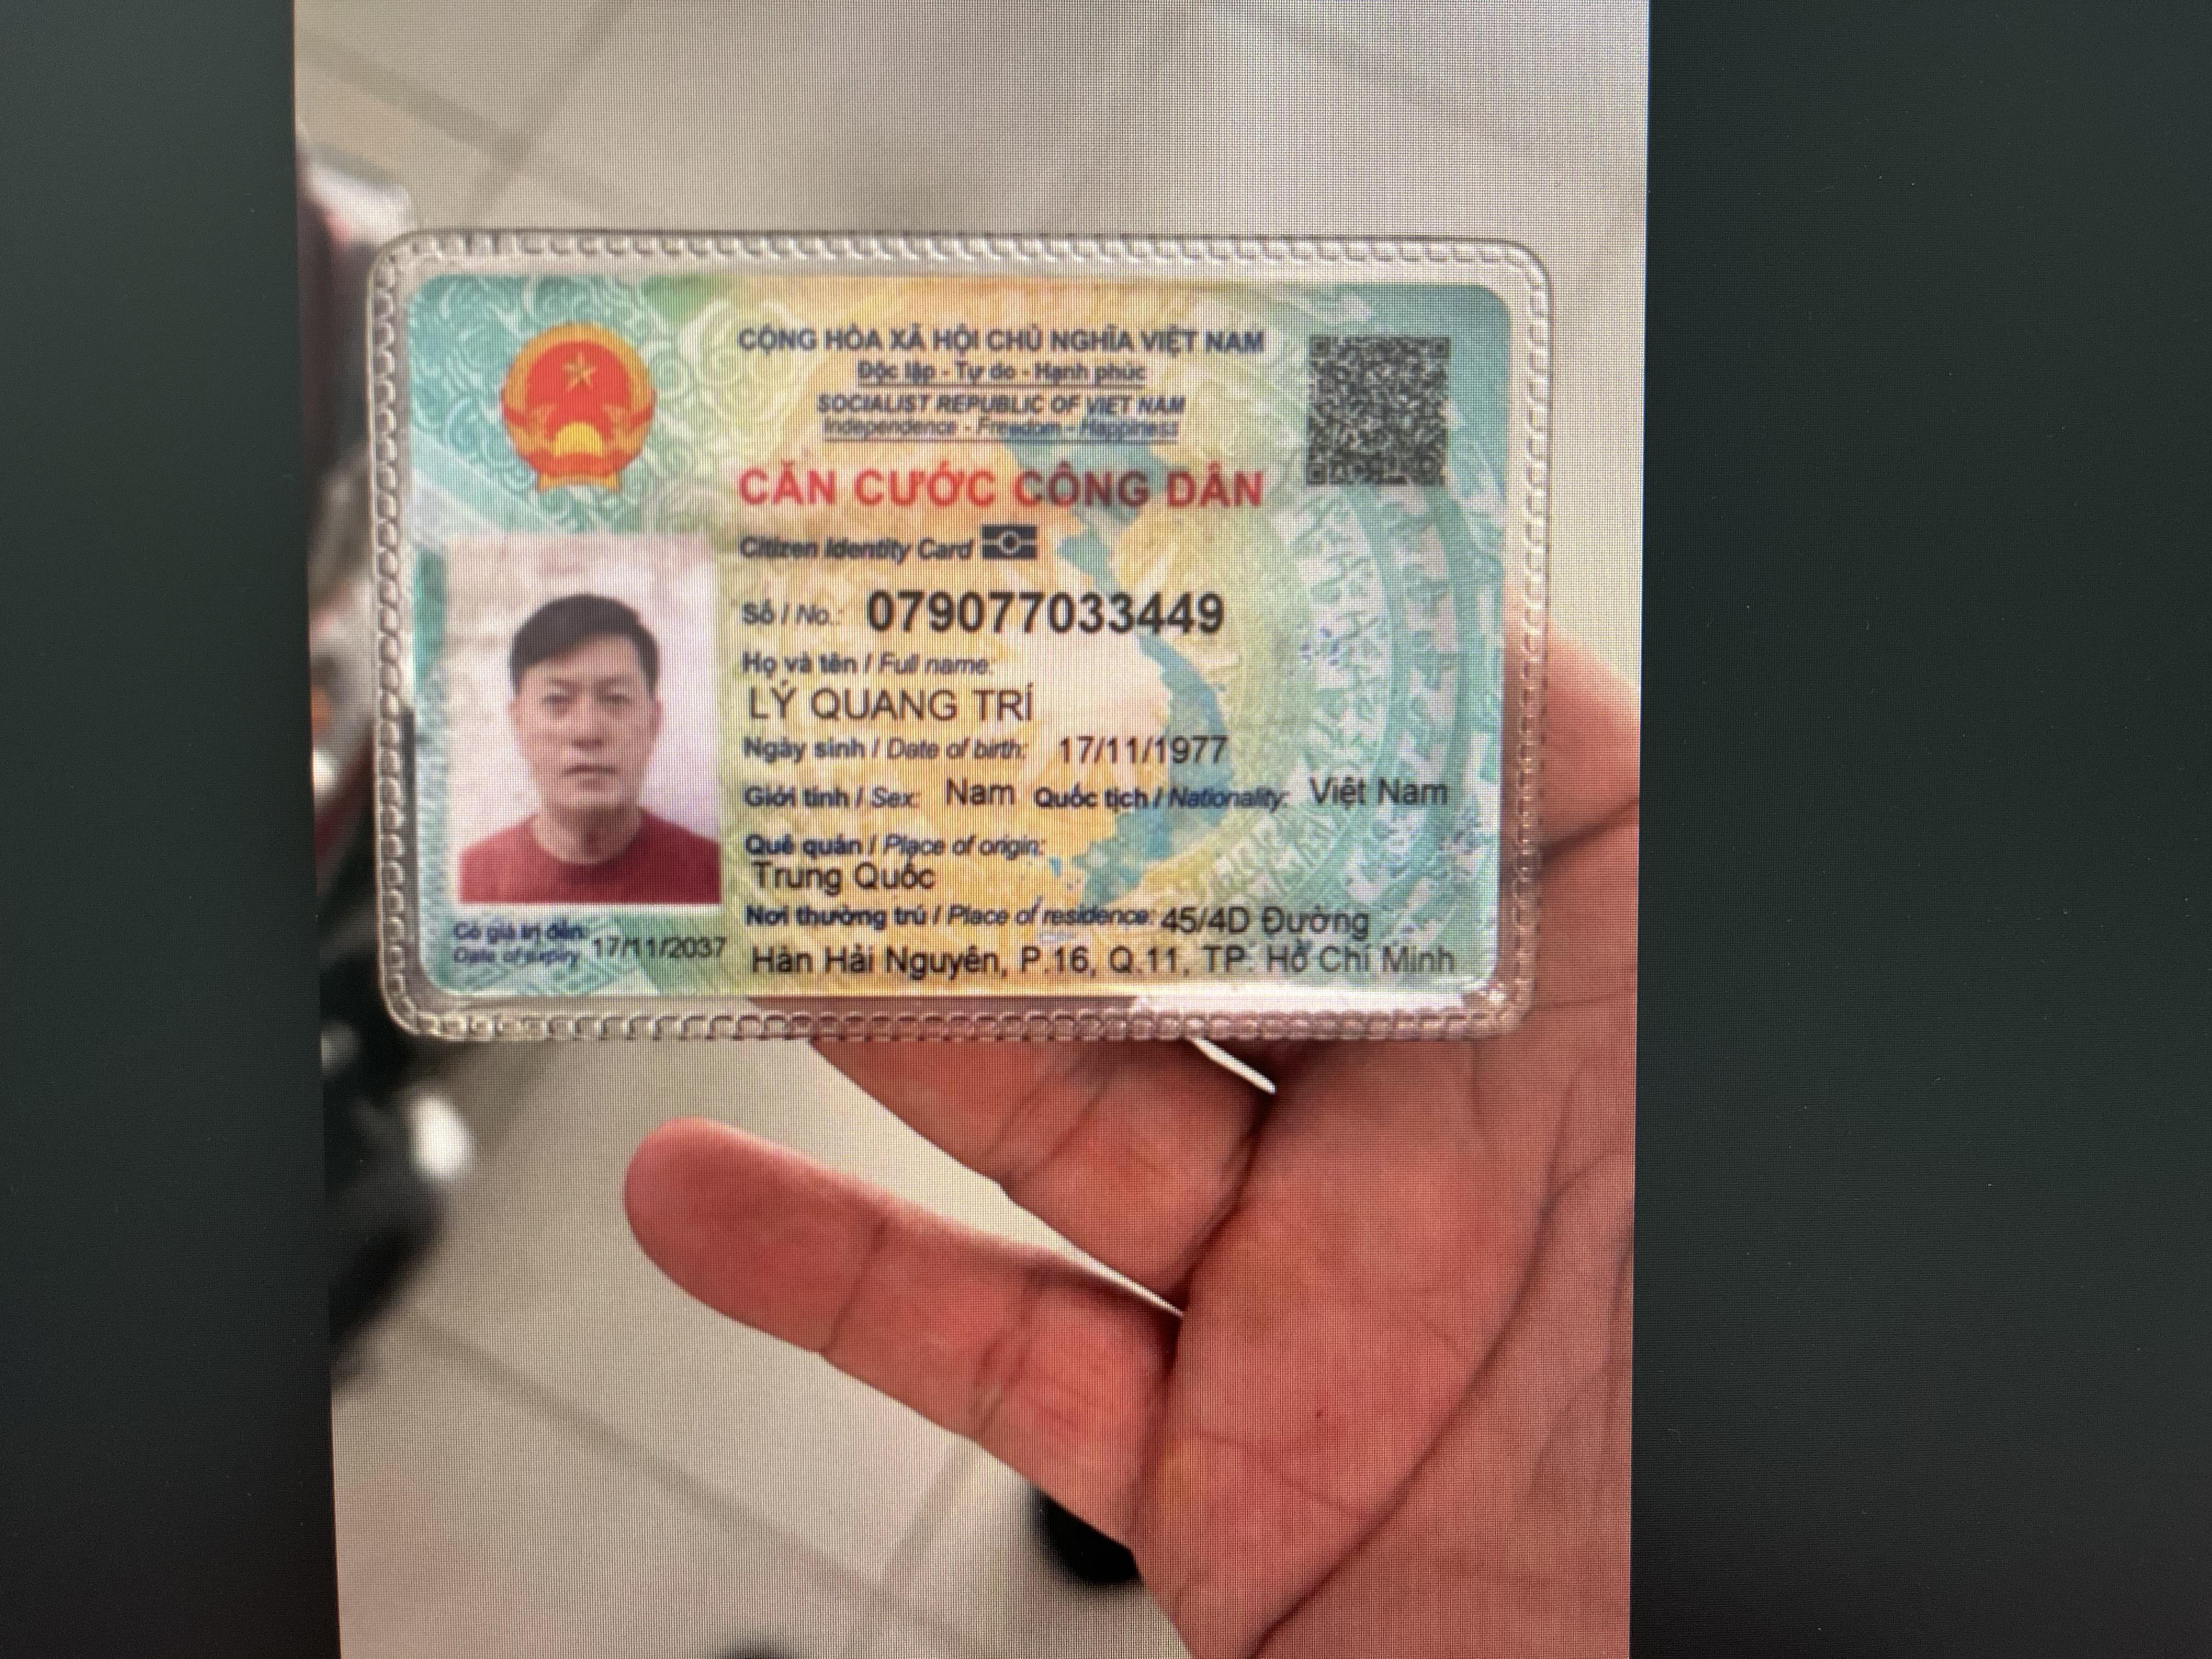 CỘNG HÒA XÃ HỘI CHỦ NGHĨA VIỆT NAM
Độc lập - Tự do - Hạnh phúc
SOCIALIST REPUBLIC OF VIET NAM
Independence - Freedom - Happiness
CĂN CƯỚC CÔNG DÂN
Citizen Identity Card
Số / No.: 079077033449
Họ và tên / Full name:
LÝ QUANG TRÍ
Ngày sinh / Date of birth: 17/11/1977
Giới tính / Sex: Nam Quốc tịch / Nationality: Việt Nam
Quê quán / Place of origin:
Trung Quốc
Nơi thường trú / Place of residence: 45/4D Đường
Hàn Hải Nguyên, P.16, Q.11, TP. Hồ Chí Minh
Có giá trị đến:
Date of expiry 17/11/2037